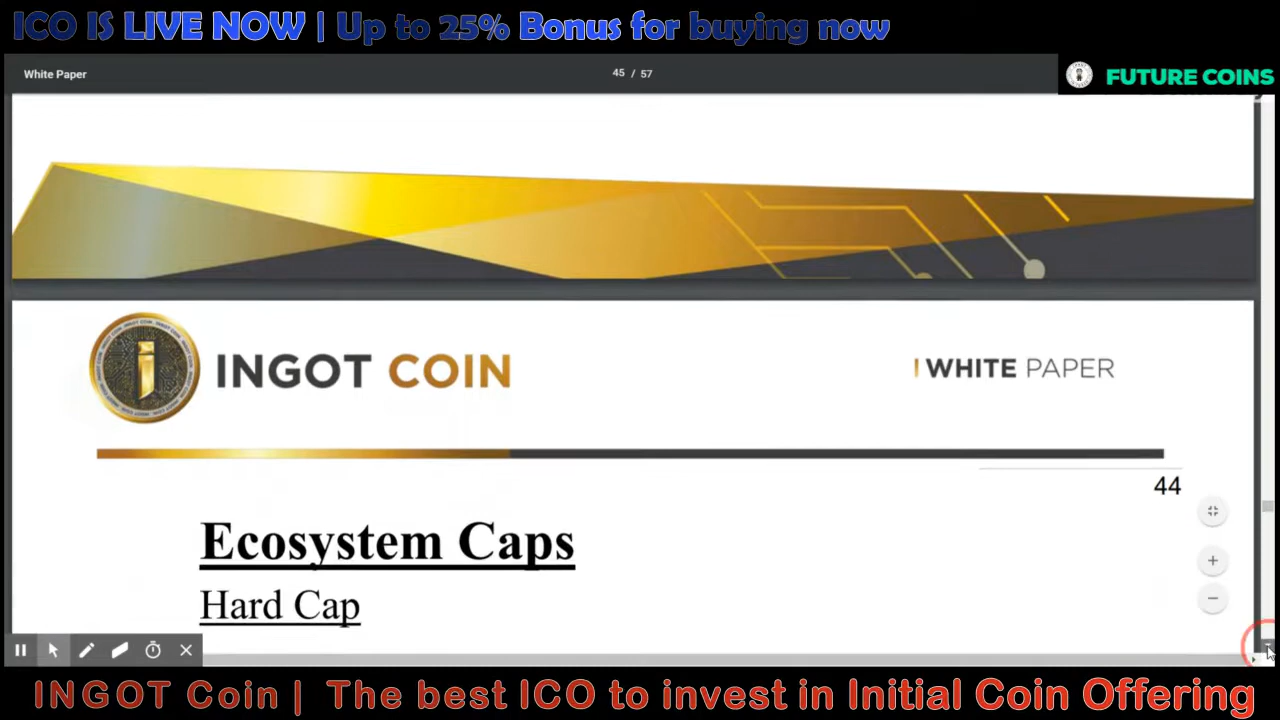 ICO IS LIVE NOW | Up to 25% Bonus for buying now
White Paper
45 / 57
FUTURE COINS
INGOT COIN
WHITE PAPER
44
Ecosystem Caps
Hard Cap
INGOT Coin | The best ICO to invest in Initial Coin Offering